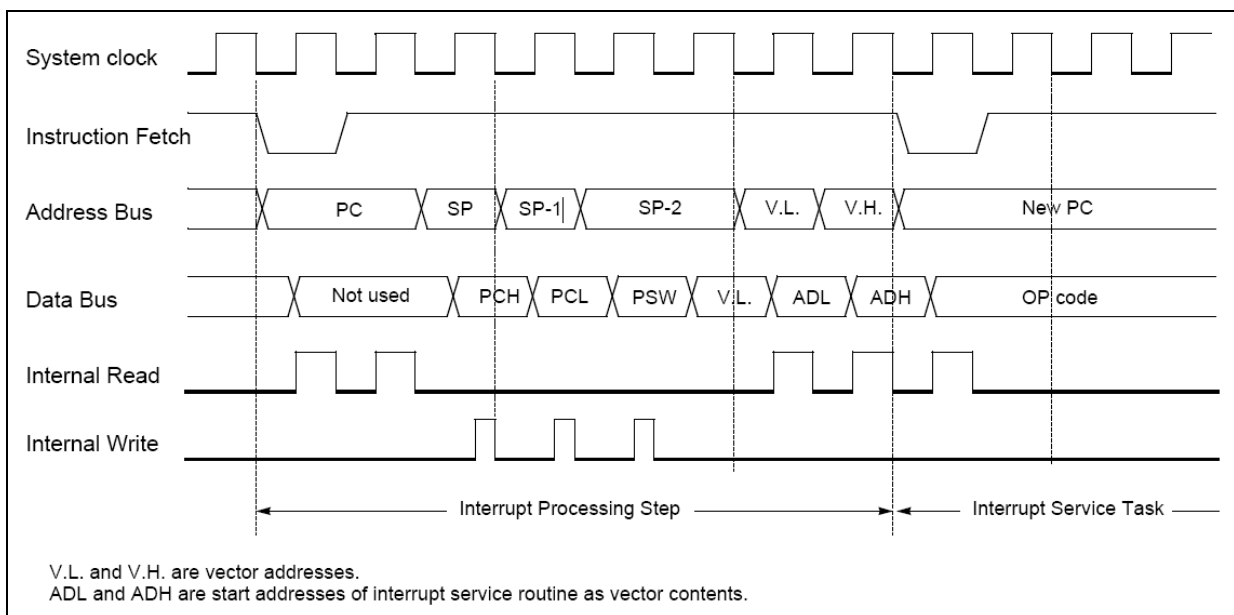 System clock
Instruction Fetch
Address Bus
PC
SP
SP-1
SP-2
V.L.
V.H.
New PC
Data Bus
Not used
PCH
PCL
PSW
V.L.
ADL
ADH
OP code
Internal Read
Internal Write
Interrupt Processing Step
Interrupt Service Task
V.L. and V.H. are vector addresses.
ADL and ADH are start addresses of interrupt service routine as vector contents.